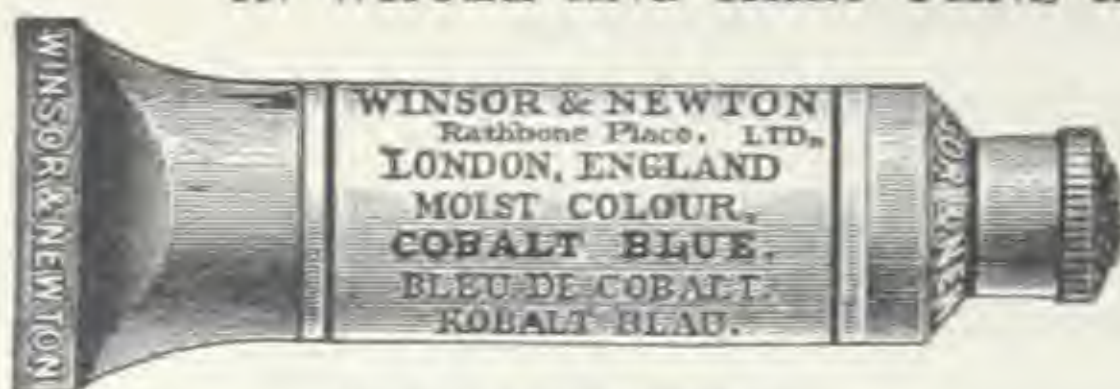 WINSOR & NEWTON
WINSOR & NEWTON
Rathbone Place. LTD.
LONDON, ENGLAND
MOIST COLOUR,
COBALT BLUE.
BLEU DE COBALT.
KOBALT BLAU.